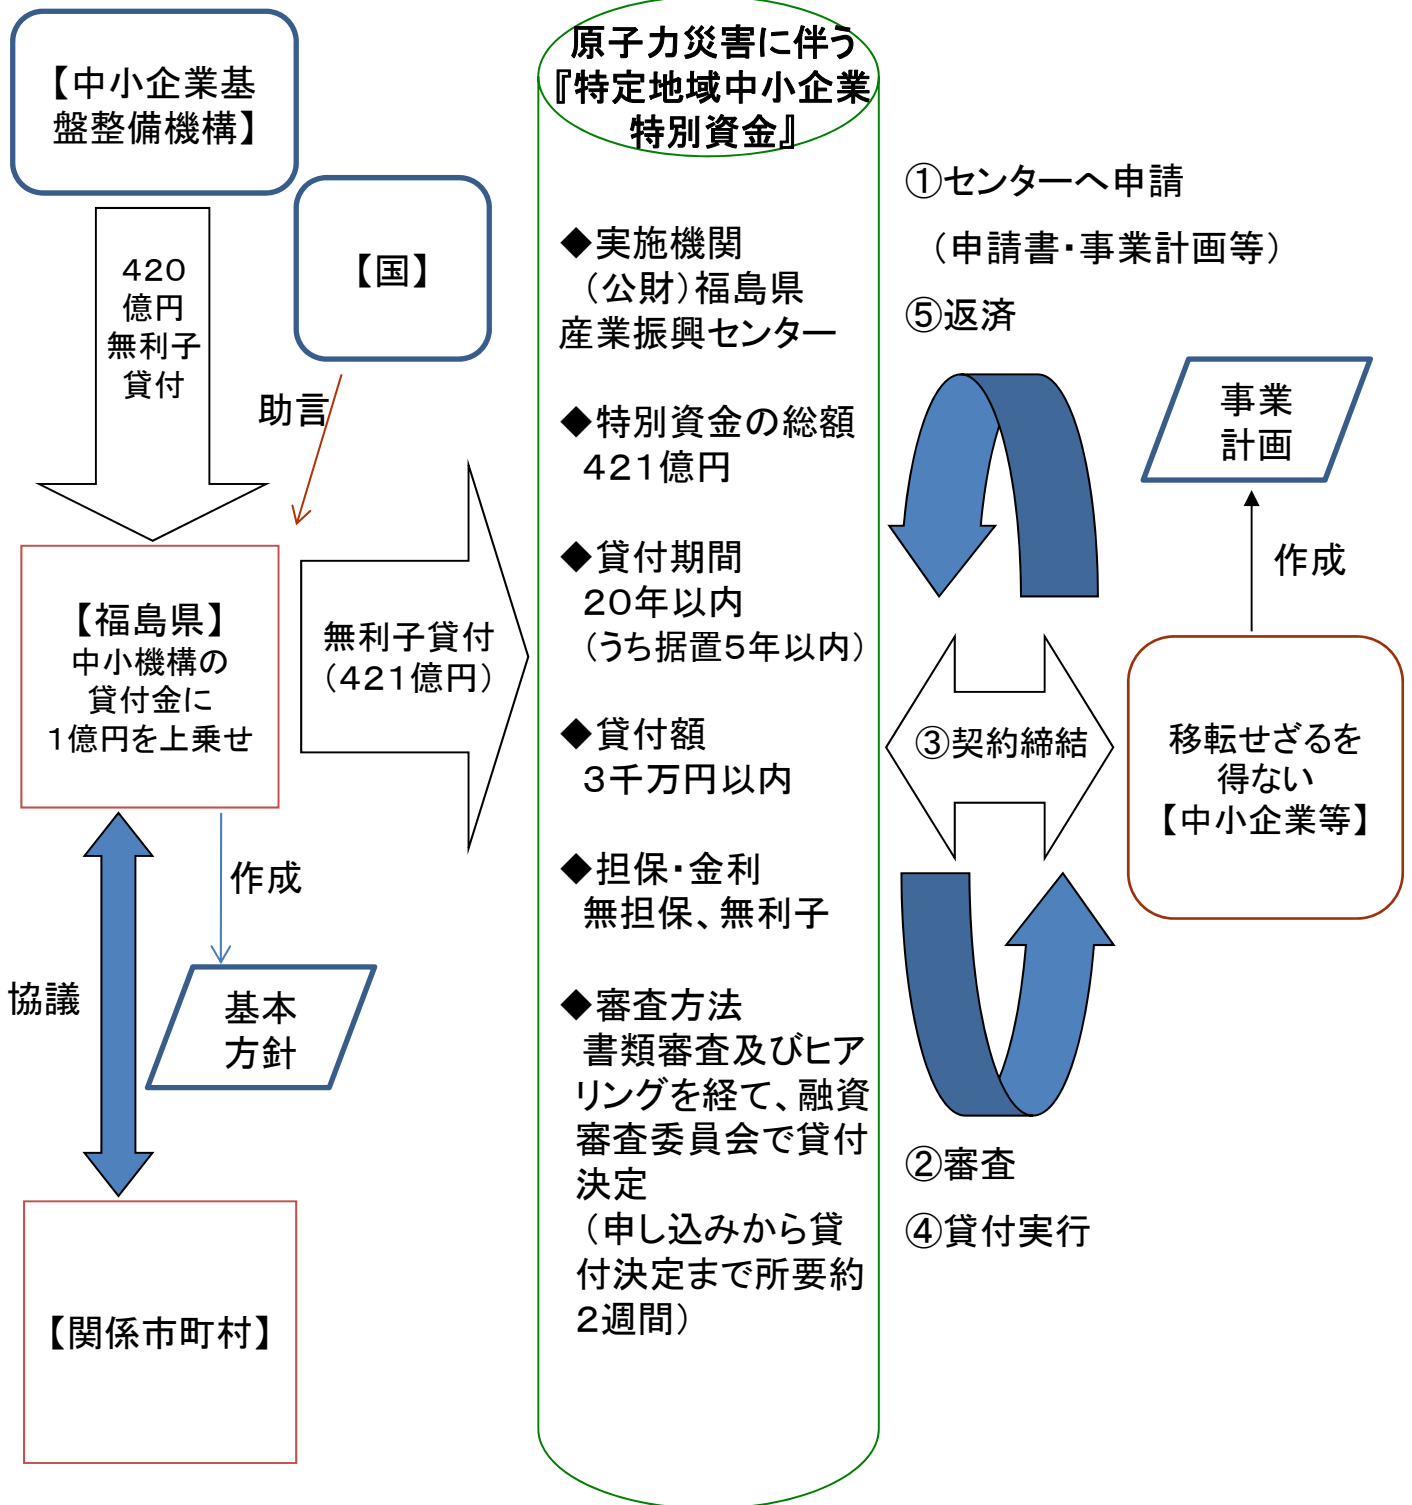 【中小企業基
盤整備機構】
【国】
420
億円
無利子
貸付
助言
【福島県】
中小機構の
貸付金に
1億円を上乗せ
無利子貸付
（421億円）
作成
協議
基本
方針
【関係市町村】
原子力災害に伴う
『特定地域中小企業
特別資金』
◆実施機関
（公財）福島県
産業振興センター
◆特別資金の総額
421億円
◆貸付期間
20年以内
（うち据置5年以内）
◆貸付額
3千万円以内
◆担保・金利
無担保、無利子
◆審査方法
書類審査及びヒア
リングを経て、融資
審査委員会で貸付
決定
（申し込みから貸
付決定まで所要約
2週間）
①センターへ申請
（申請書・事業計画等）
⑤返済
事業
計画
作成
③契約締結
移転せざるを
得ない
【中小企業等】
②審査
④貸付実行